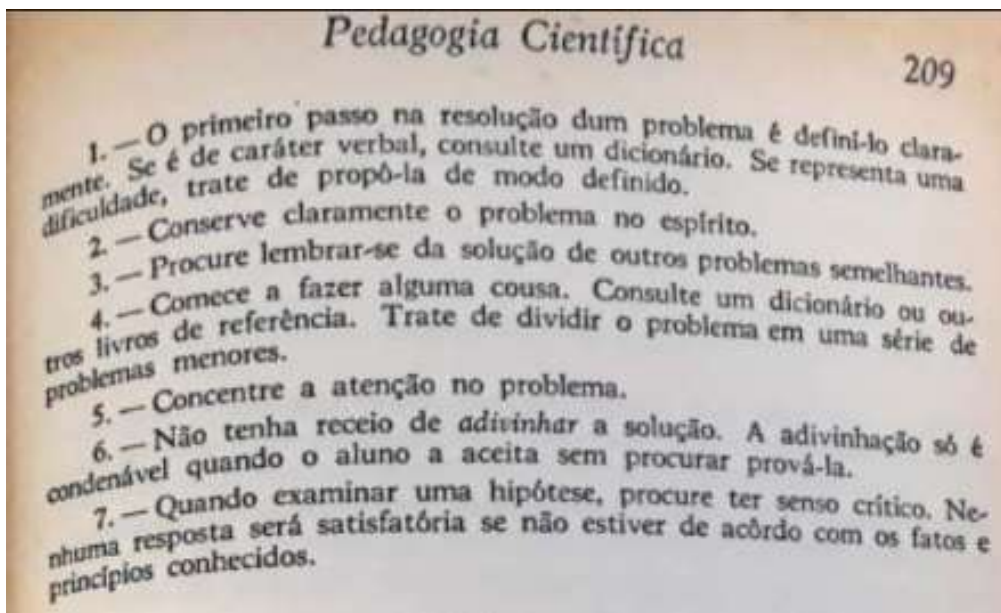 Pedagogia Científica
209
1. — O primeiro passo na resolução dum problema é defini-lo clara-
mente. Se é de caráter verbal, consulte um dicionário. Se representa uma
dificuldade, trate de propô-la de modo definido.
2. — Conserve claramente o problema no espírito.
3. — Procure lembrar-se da solução de outros problemas semelhantes.
4. — Comece a fazer alguma cousa. Consulte um dicionário ou ou-
tros livros de referência. Trate de dividir o problema em uma série de
problemas menores.
5. — Concentre a atenção no problema.
6. — Não tenha receio de adivinhar a solução. A adivinhação só é
condenável quando o aluno a aceita sem procurar prová-la.
7. — Quando examinar uma hipótese, procure ter senso crítico. Ne-
nhuma resposta será satisfatória se não estiver de acôrdo com os fatos e
princípios conhecidos.